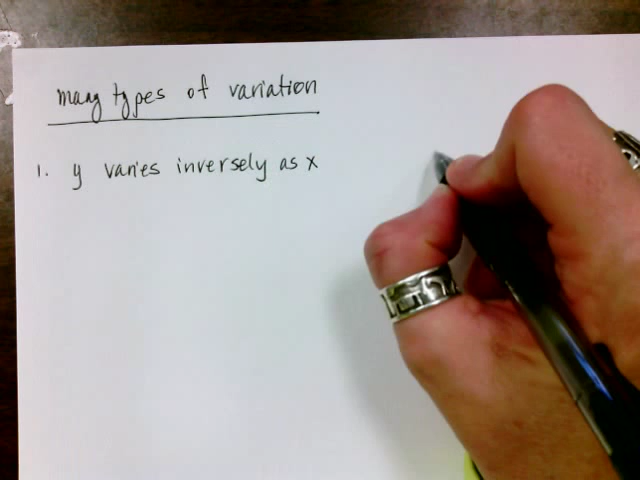 many types of variation
1. y varies inversely as x